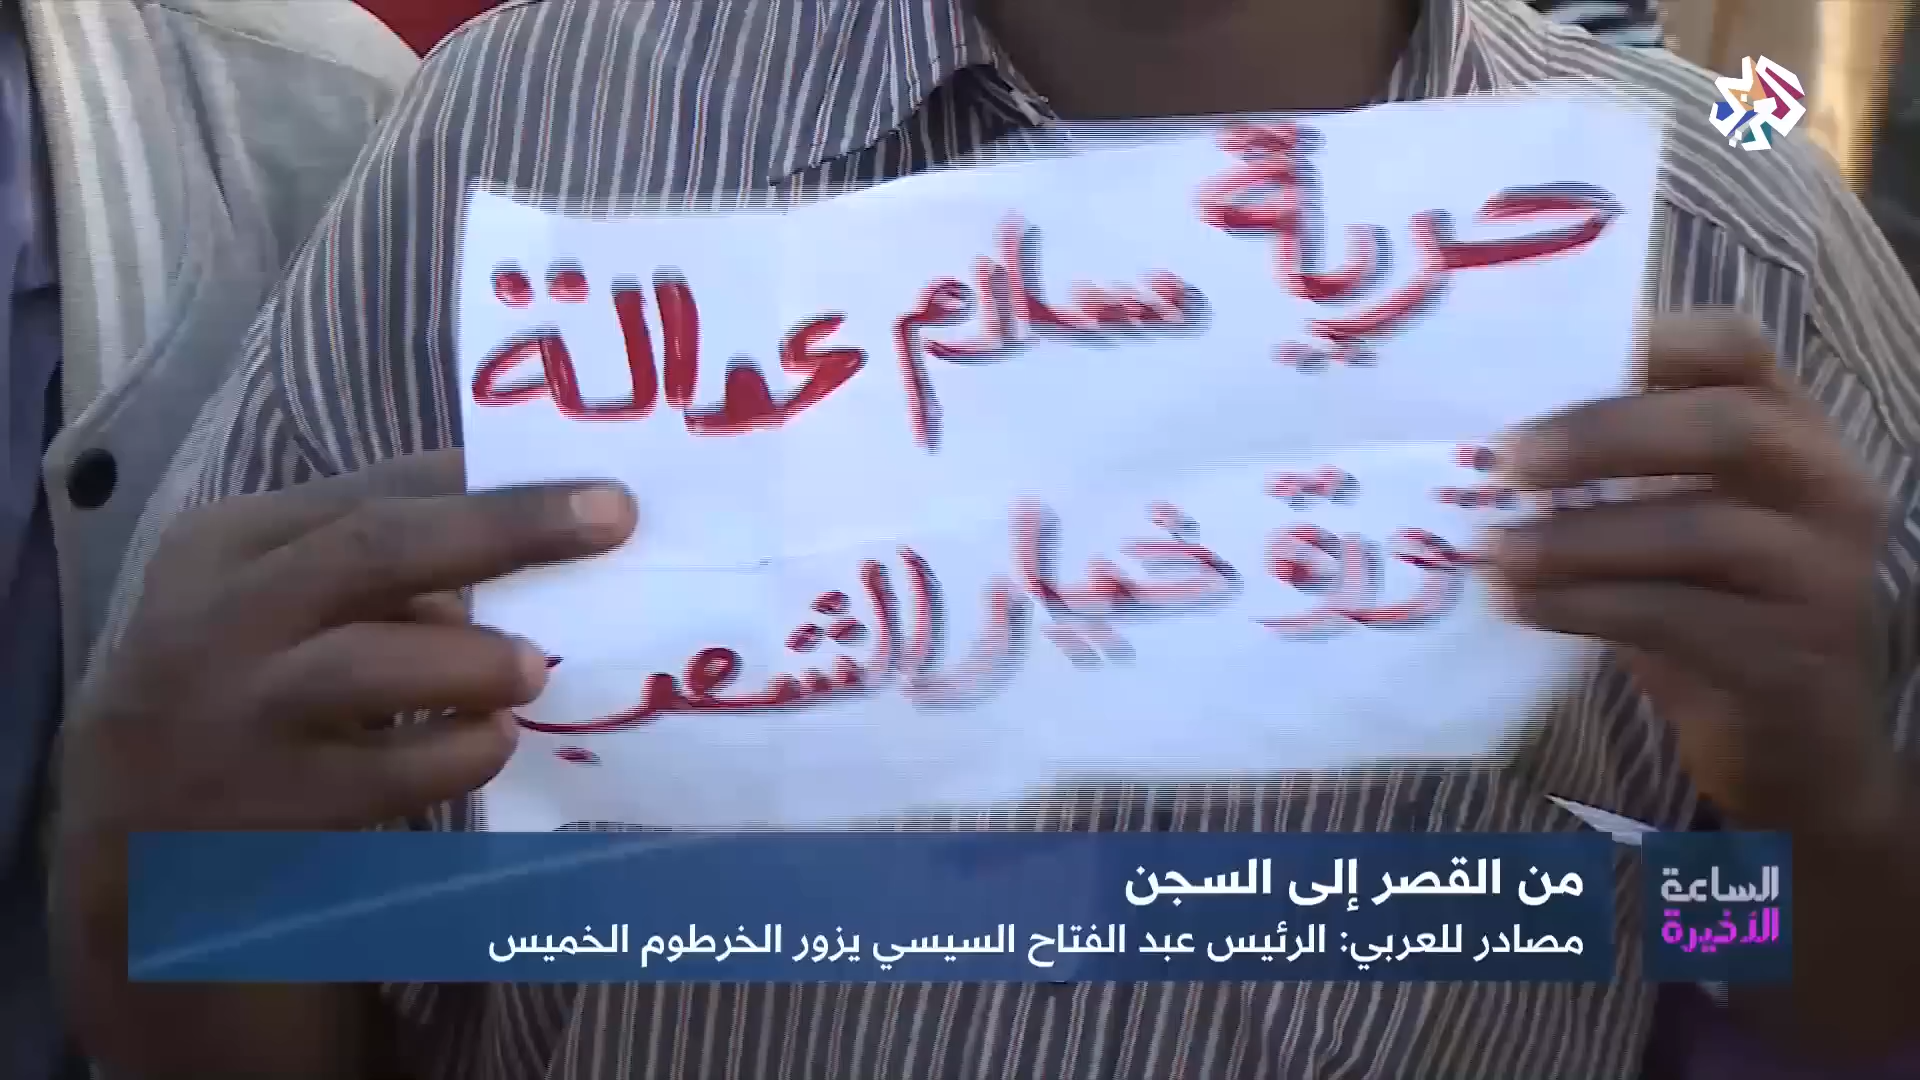 حرية سلام عدالة
ثورة خيار الشعب
من القصر إلى السجن
مصادر للعربي: الرئيس عبد الفتاح السيسي يزور الخرطوم الخميس
الساعة
الأخيرة